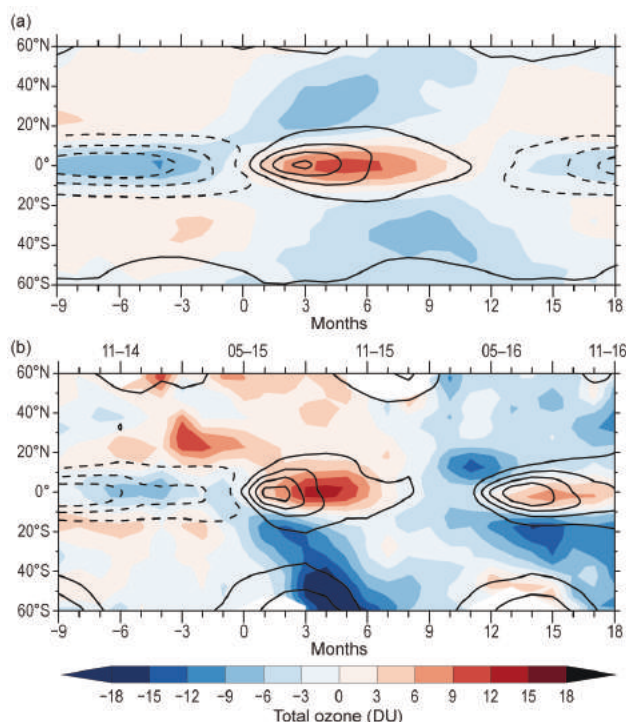 (a)
60°N
40°N
20°N
0°
20°S
40°S
60°S
−9 −6 −3 0 3 6 9 12 15 18
Months
(b)
11–14 05–15 11–15 05–16 11–16
60°N
40°N
20°N
0°
20°S
40°S
60°S
−9 −6 −3 0 3 6 9 12 15 18
Months
−18 −15 −12 −9 −6 −3 0 3 6 9 12 15 18
Total ozone (DU)